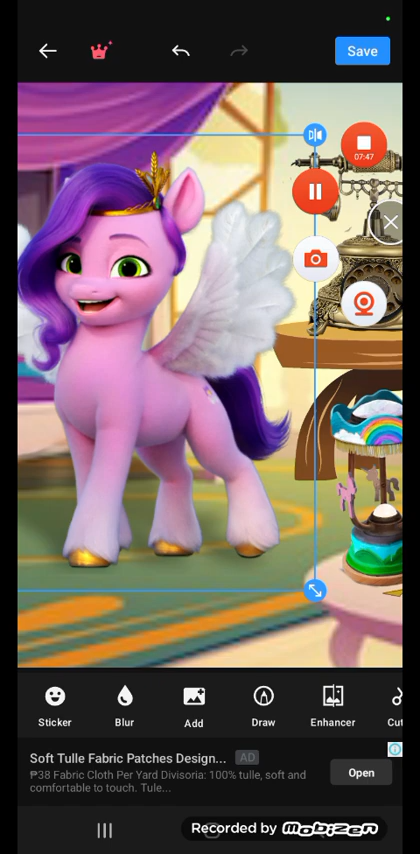 Save
07:47
Sticker
Blur
Add
Draw
Enhancer
Cut
Soft Tulle Fabric Patches Design... AD
₱38 Fabric Cloth Per Yard Divisoria: 100% tulle, soft and
comfortable to touch. Tule...
Open
Recorded by Mobizen